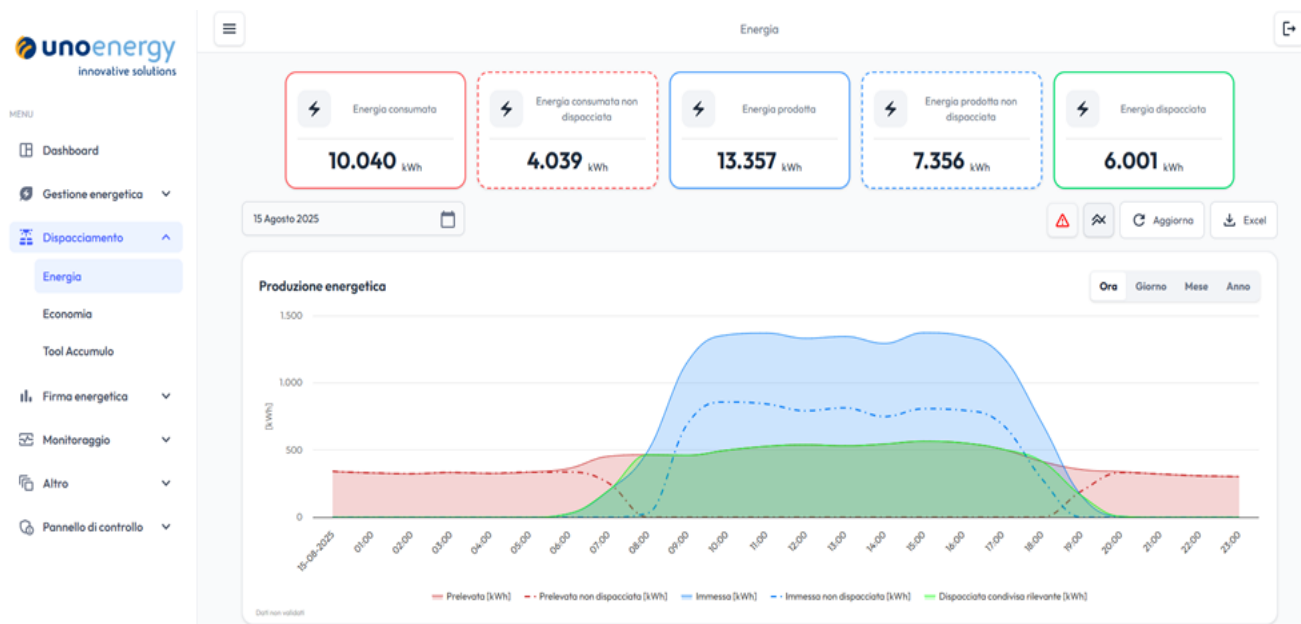 unoenergy
innovative solutions
MENU
Dashboard
Gestione energetica
Dispacciamento
Energia
Economia
Tool Accumulo
Firma energetica
Monitoraggio
Altro
Pannello di controllo
Energia
Energia consumata
10.040 kWh
Energia consumata non
dispacciata
4.039 kWh
Energia prodotta
13.357 kWh
Energia prodotta non
dispacciata
7.356 kWh
Energia dispacciata
6.001 kWh
15 Agosto 2025
Aggiorna
Excel
Produzione energetica
Ora Giorno Mese Anno
1.500
1.000
500
0
[kWh]
15-08-2025 01:00 02:00 03:00 04:00 05:00 06:00 07:00 08:00 09:00 10:00 11:00 12:00 13:00 14:00 15:00 16:00 17:00 18:00 19:00 20:00 21:00 22:00 23:00
Prelevata [kWh] Prelevata non dispacciata [kWh] Immessa [kWh] Immessa non dispacciata [kWh] Dispacciata condivisa rilevante [kWh]
Dati non validati